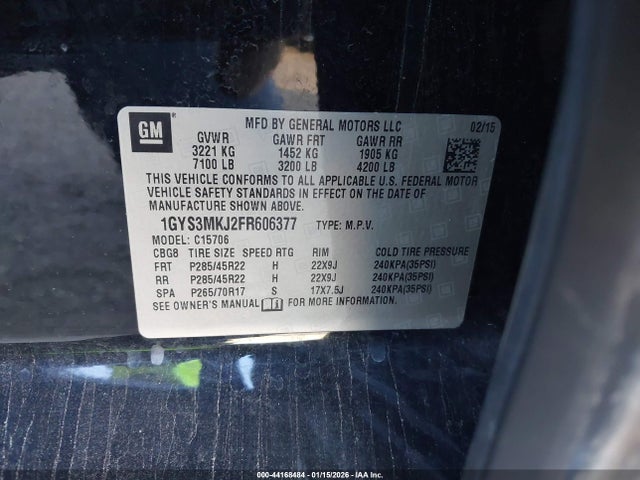 GM
MFD BY GENERAL MOTORS LLC 02/15
GVWR GAWR FRT GAWR RR
3221 KG 1452 KG 1905 KG
7100 LB 3200 LB 4200 LB
THIS VEHICLE CONFORMS TO ALL APPLICABLE U.S. FEDERAL MOTOR
VEHICLE SAFETY STANDARDS IN EFFECT ON THE DATE OF
MANUFACTURE SHOWN ABOVE.
1GYS3MKJ2FR606377 TYPE: M.P.V.
MODEL: C15706
CBG8 TIRE SIZE SPEED RTG RIM COLD TIRE PRESSURE
FRT P285/45R22 H 22X9J 240KPA(35PSI)
RR P285/45R22 H 22X9J 240KPA(35PSI)
SPA P265/70R17 S 17X7.5J 240KPA(35PSI)
SEE OWNER'S MANUAL FOR MORE INFORMATION.
000-44168484 01/15/2026 - IAA Inc.